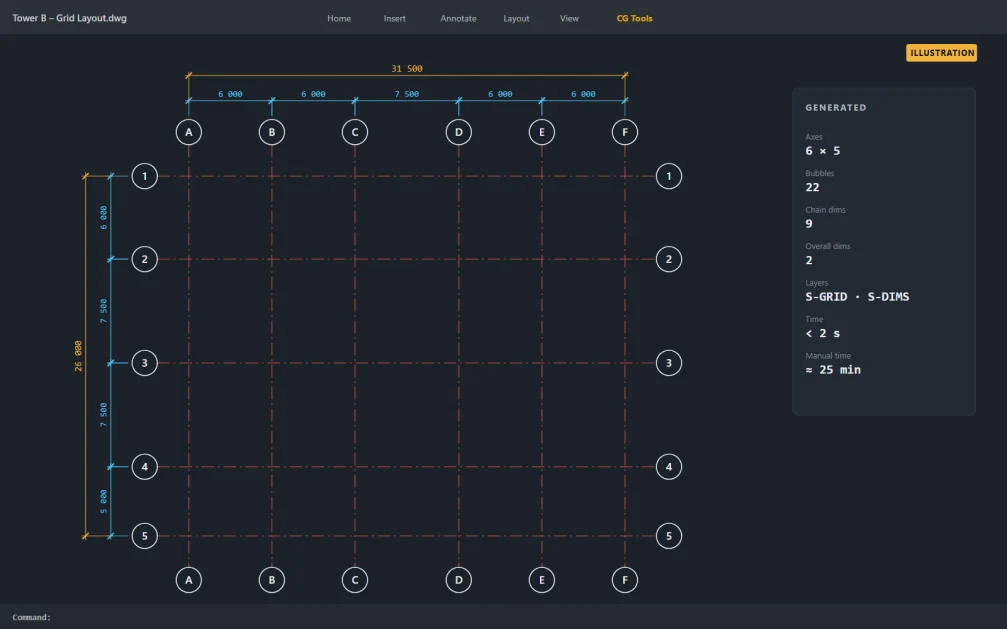 Tower B – Grid Layout.dwg
Home Insert Annotate Layout View CG Tools
ILLUSTRATION
31 500
6 000 6 000 7 500 6 000 6 000
A B C D E F
1 1
6 000
2 2
7 500
26 000
3 3
7 500
4 4
5 000
5 5
A B C D E F
GENERATED
Axes
6 × 5
Bubbles
22
Chain dims
9
Overall dims
2
Layers
S-GRID · S-DIMS
Time
< 2 s
Manual time
≈ 25 min
Command: